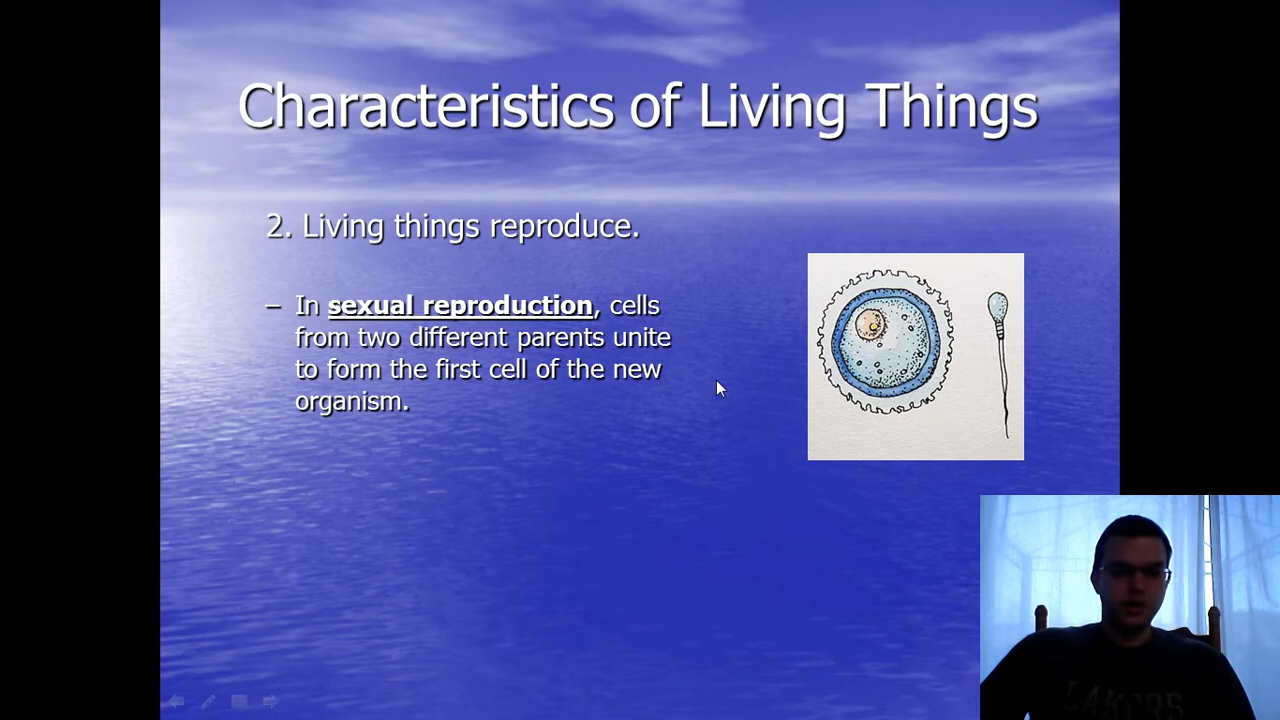 Characteristics of Living Things
2. Living things reproduce.
– In sexual reproduction, cells
from two different parents unite
to form the first cell of the new
organism.
LAKERS